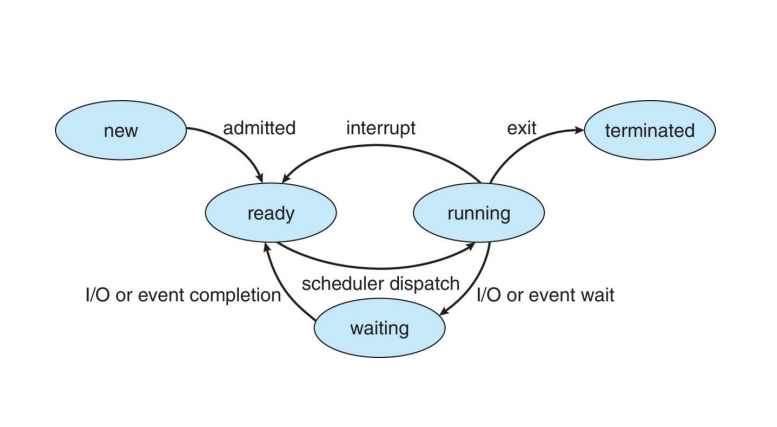 new
admitted
interrupt
exit
terminated
ready
running
scheduler dispatch
I/O or event completion
I/O or event wait
waiting